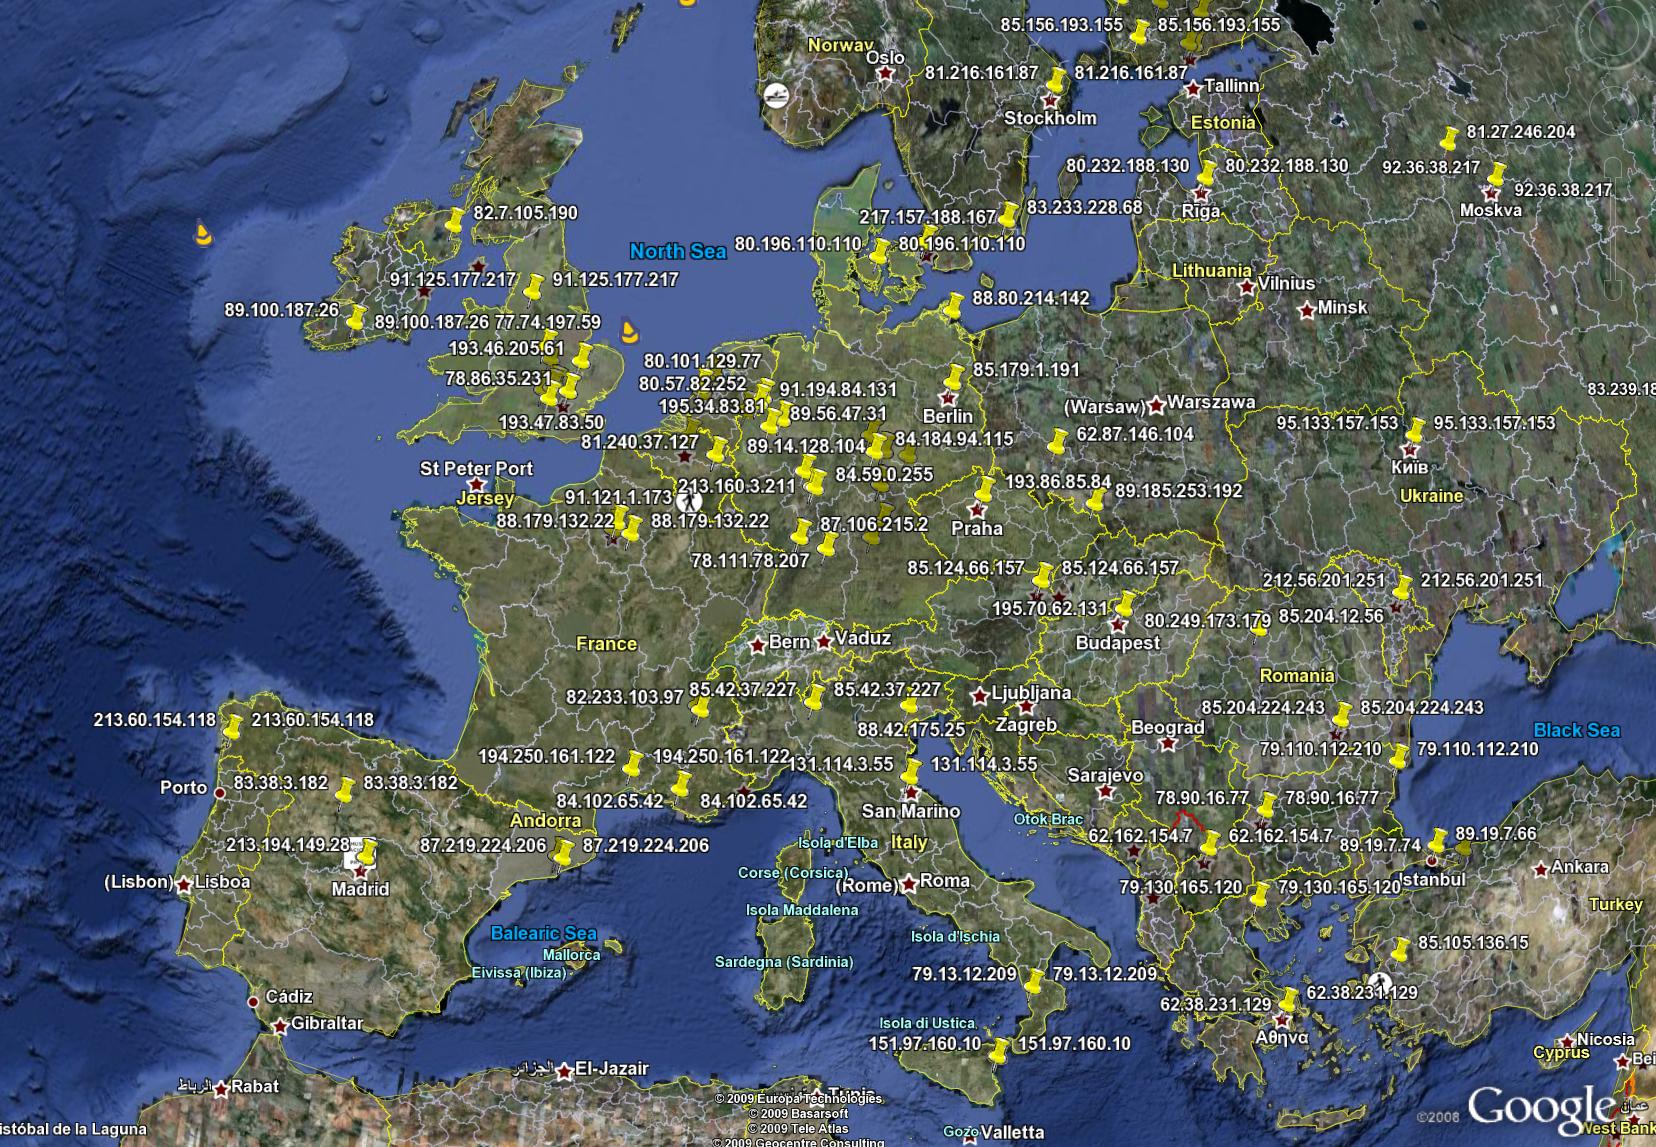 85.156.193.155 85.156.193.155
Norway
Oslo
81.216.161.87 81.216.161.87
Tallinn
Stockholm
Estonia
81.27.246.204
80.232.188.130 80.232.188.130
92.36.38.217
92.36.38.217
Rīga
Moskva
82.7.105.190
217.157.188.167
83.233.228.68
North Sea
80.196.110.110 80.196.110.110
Lithuania
Vilnius
91.125.177.217 91.125.177.217
88.80.214.142
Minsk
89.100.187.26
89.100.187.26 77.74.197.59
193.46.205.61
80.101.129.77
85.179.1.191
78.86.35.231
80.57.82.252
91.194.84.131
83.239.18
195.34.83.81
89.56.47.31
Berlin
(Warsaw) Warszawa
193.47.83.50
81.240.37.127
89.14.128.104
84.184.94.115
62.87.146.104
95.133.157.153 95.133.157.153
St Peter Port
Київ
84.59.0.255
213.160.3.211
193.86.85.84
89.185.253.192
Jersey
91.121.1.173
Ukraine
88.179.132.22 88.179.132.22
87.106.215.2
Praha
78.111.78.207
85.124.66.157 85.124.66.157
212.56.201.251 212.56.201.251
195.70.62.131
80.249.173.179
85.204.12.56
France
Bern
Vaduz
Budapest
Romania
82.233.103.97
85.42.37.227 85.42.37.227
Ljubljana
85.204.224.243 85.204.224.243
213.60.154.118 213.60.154.118
88.42.175.25
Zagreb
Beograd
Black Sea
79.110.112.210 79.110.112.210
194.250.161.122 194.250.161.122
131.114.3.55 131.114.3.55
Sarajevo
Porto
83.38.3.182 83.38.3.182
84.102.65.42 84.102.65.42
San Marino
78.90.16.77 78.90.16.77
Andorra
Otok Brac
213.194.149.28
87.219.224.206 87.219.224.206
Isola d'Elba
Italy
62.162.154.7 62.162.154.7
89.19.7.74
89.19.7.66
(Lisbon) Lisboa
Madrid
Corse (Corsica)
(Rome) Roma
79.130.165.120 79.130.165.120
Istanbul
Ankara
Turkey
Isola Maddalena
Balearic Sea
Isola d'Ischia
85.105.136.15
Mallorca
Eivissa (Ibiza)
Sardegna (Sardinia)
79.13.12.209 79.13.12.209
Cádiz
62.38.231.129 62.38.231.129
Gibraltar
Isola di Ustica
Αθηνα
151.97.160.10 151.97.160.10
Nicosia
Cyprus
Bei
الجزائر El-Jazair
الرباط Rabat
Tunis
© 2009 Europa Technologies
© 2009 Basarsoft
© 2009 Tele Atlas
© 2009 Geocentre Consulting
©2008 Google
عمان
istóbal de la Laguna
Gozo
Valletta
West Bank